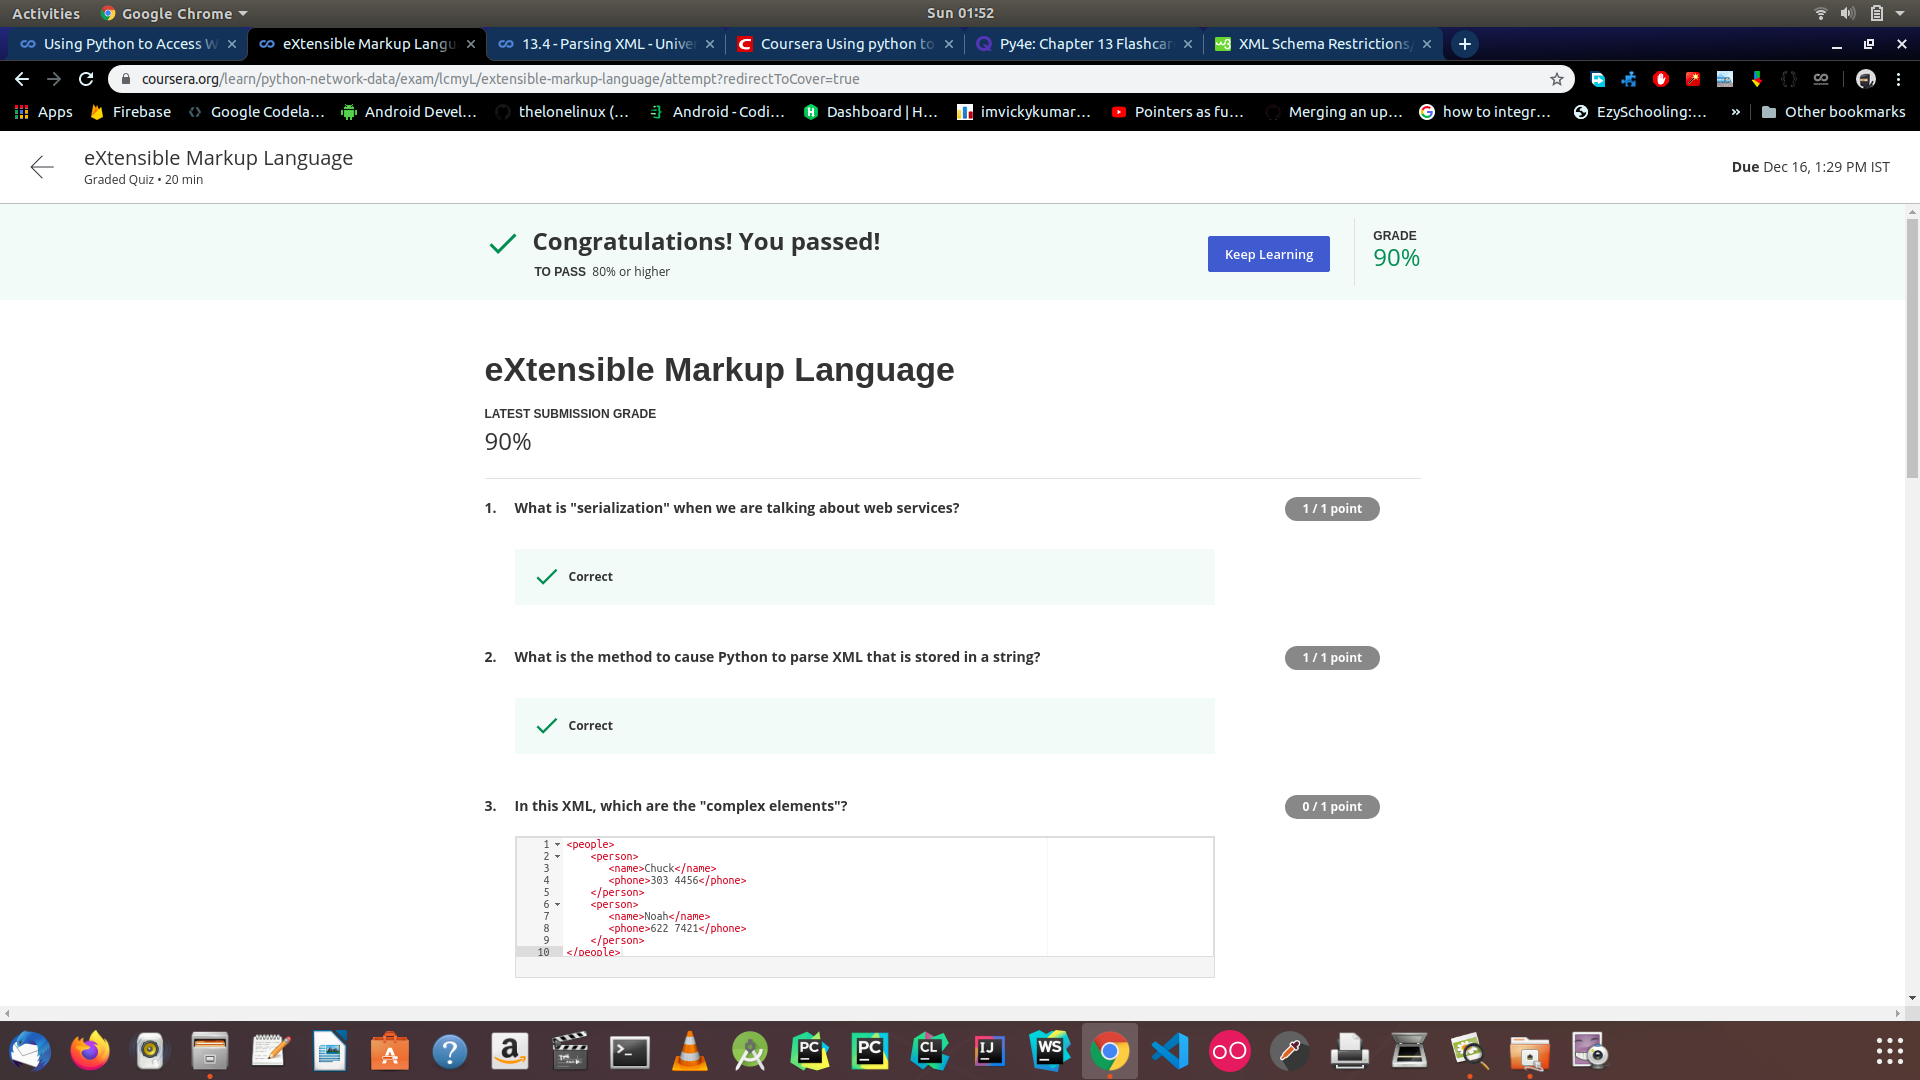 Activities
Google Chrome
Sun 01:52
Using Python to Access W
eXtensible Markup Langu
13.4 - Parsing XML - Unive
Coursera Using python to
Py4e: Chapter 13 Flashcar
XML Schema Restrictions/
coursera.org/learn/python-network-data/exam/lcmyL/extensible-markup-language/attempt?redirectToCover=true
Apps
Firebase
Google Codela...
Android Devel...
thelonelinux (...
Android - Codi...
Dashboard | H...
imvickykumar...
Pointers as fu...
Merging an up...
how to integr...
EzySchooling:...
»
Other bookmarks
eXtensible Markup Language
Graded Quiz • 20 min
Due Dec 16, 1:29 PM IST
Congratulations! You passed!
TO PASS 80% or higher
Keep Learning
GRADE
90%
eXtensible Markup Language
LATEST SUBMISSION GRADE
90%
1. What is "serialization" when we are talking about web services?
1 / 1 point
Correct
2. What is the method to cause Python to parse XML that is stored in a string?
1 / 1 point
Correct
3. In this XML, which are the "complex elements"?
0 / 1 point
1 <people>
2 <person>
3 <name>Chuck</name>
4 <phone>303 4456</phone>
5 </person>
6 <person>
7 <name>Noah</name>
8 <phone>622 7421</phone>
9 </person>
10 </people>